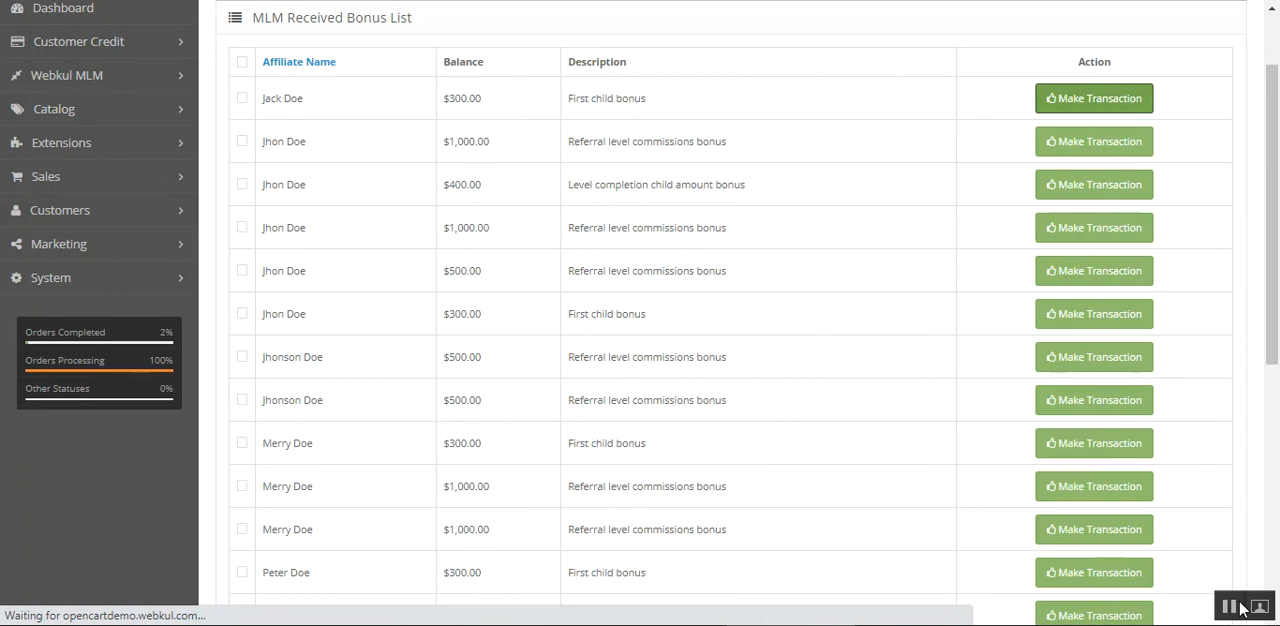 Dashboard
MLM Received Bonus List
Customer Credit
Webkul MLM
Catalog
Extensions
Sales
Customers
Marketing
System
Orders Completed 2%
Orders Processing 100%
Other Statuses 0%
Affiliate Name Balance Description Action
Jack Doe $300.00 First child bonus Make Transaction
Jhon Doe $1,000.00 Referral level commissions bonus Make Transaction
Jhon Doe $400.00 Level completion child amount bonus Make Transaction
Jhon Doe $1,000.00 Referral level commissions bonus Make Transaction
Jhon Doe $500.00 Referral level commissions bonus Make Transaction
Jhon Doe $300.00 First child bonus Make Transaction
Jhonson Doe $500.00 Referral level commissions bonus Make Transaction
Jhonson Doe $500.00 Referral level commissions bonus Make Transaction
Merry Doe $300.00 First child bonus Make Transaction
Merry Doe $1,000.00 Referral level commissions bonus Make Transaction
Merry Doe $1,000.00 Referral level commissions bonus Make Transaction
Peter Doe $300.00 First child bonus Make Transaction
Make Transaction
Waiting for opencartdemo.webkul.com...